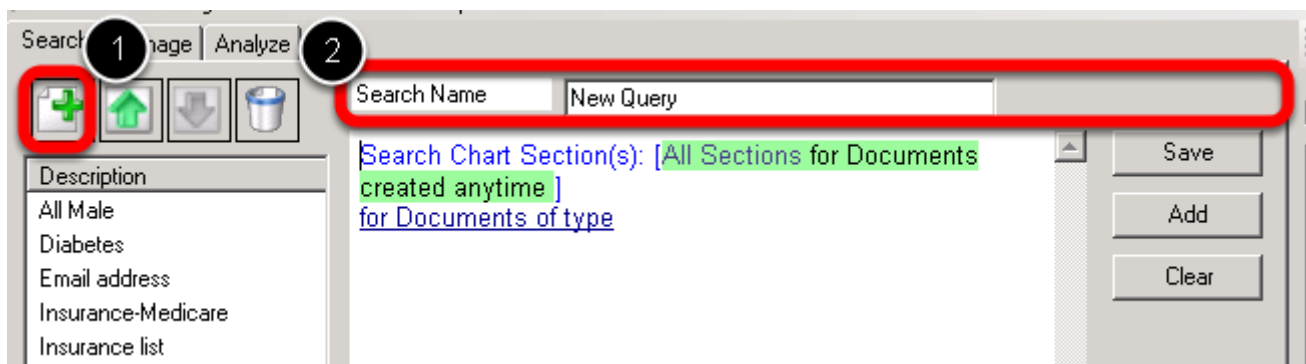 Search
Analyze
1
2
Search Name
New Query
Search Chart Section(s): [All Sections for Documents
created anytime ]
for Documents of type
Save
Add
Clear
Description
All Male
Diabetes
Email address
Insurance-Medicare
Insurance list